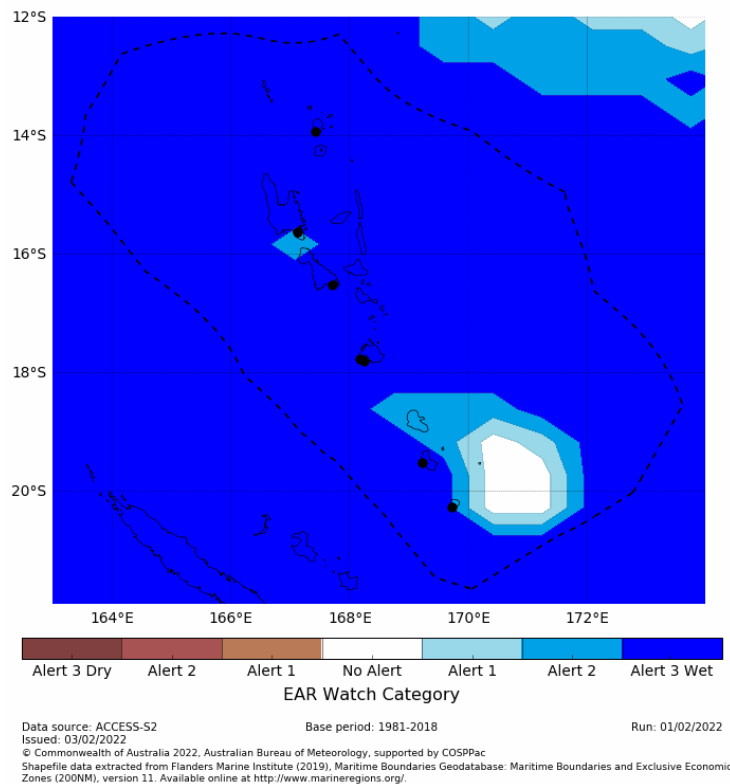 12°S
14°S
16°S
18°S
20°S
164°E 166°E 168°E 170°E 172°E
Alert 3 Dry Alert 2 Alert 1 No Alert Alert 1 Alert 2 Alert 3 Wet
EAR Watch Category
Data source: ACCESS-S2 Base period: 1981-2018 Run: 01/02/2022
Issued: 03/02/2022
© Commonwealth of Australia 2022, Australian Bureau of Meteorology, supported by COSPPac
Shapefile data extracted from Flanders Marine Institute (2019), Maritime Boundaries Geodatabase: Maritime Boundaries and Exclusive Economic
Zones (200NM), version 11. Available online at http://www.marineregions.org/.